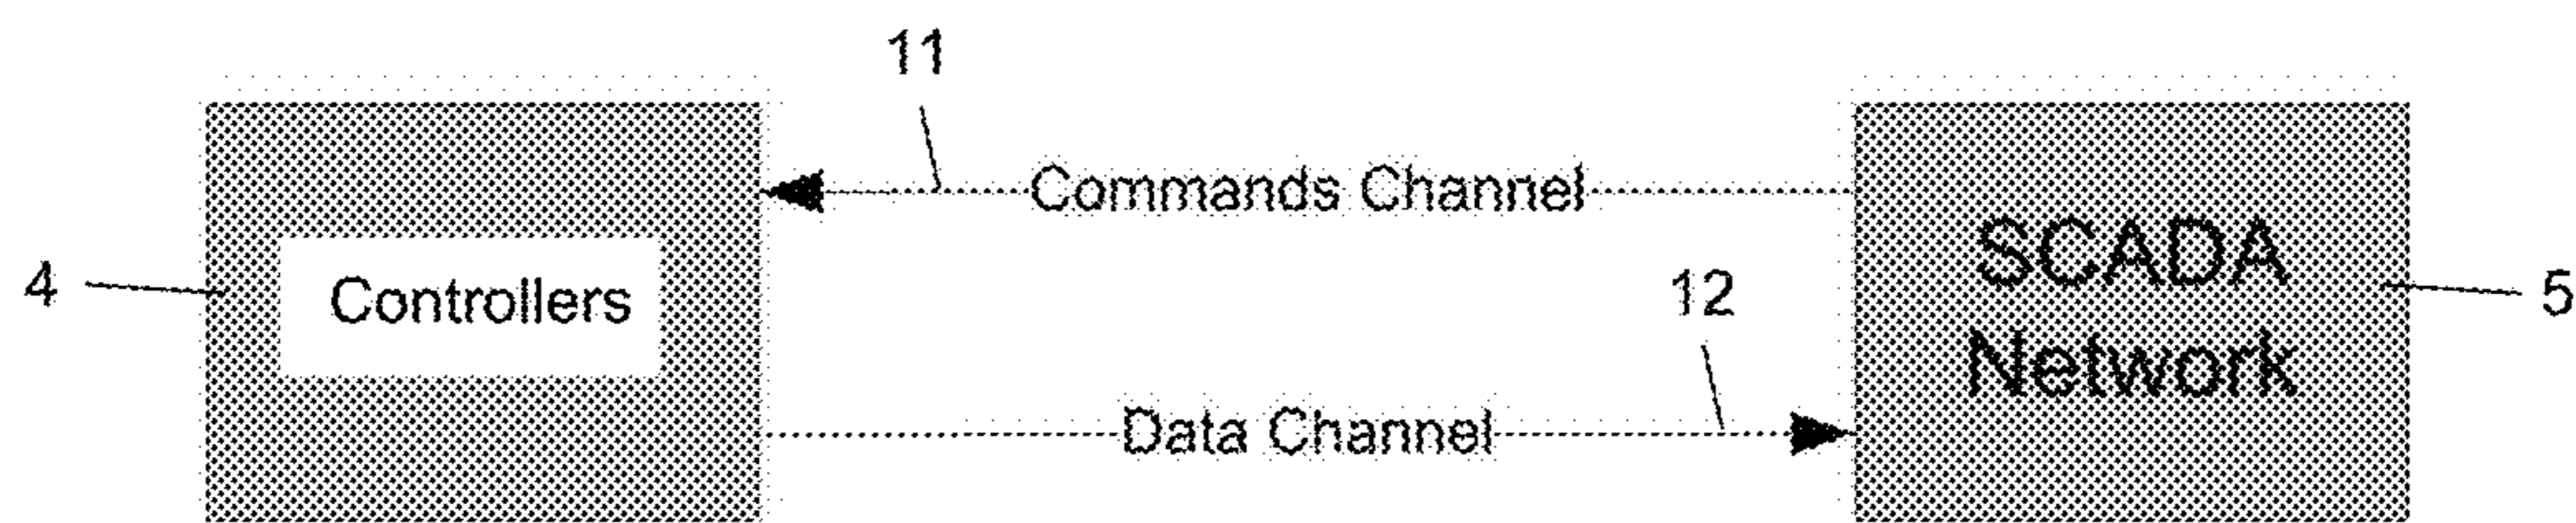 11
Commands Channel
SCADA
Network
4
Controllers
12
5
Data Channel